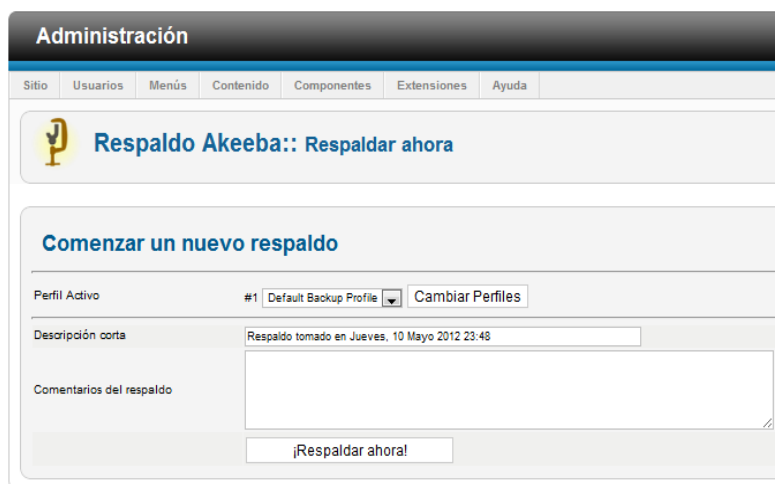 Administración
Sitio Usuarios Menús Contenido Componentes Extensiones Ayuda
Respaldo Akeeba:: Respaldar ahora
Comenzar un nuevo respaldo
Perfil Activo #1 Default Backup Profile Cambiar Perfiles
Descripción corta Respaldo tomado en Jueves, 10 Mayo 2012 23:48
Comentarios del respaldo
¡Respaldar ahora!